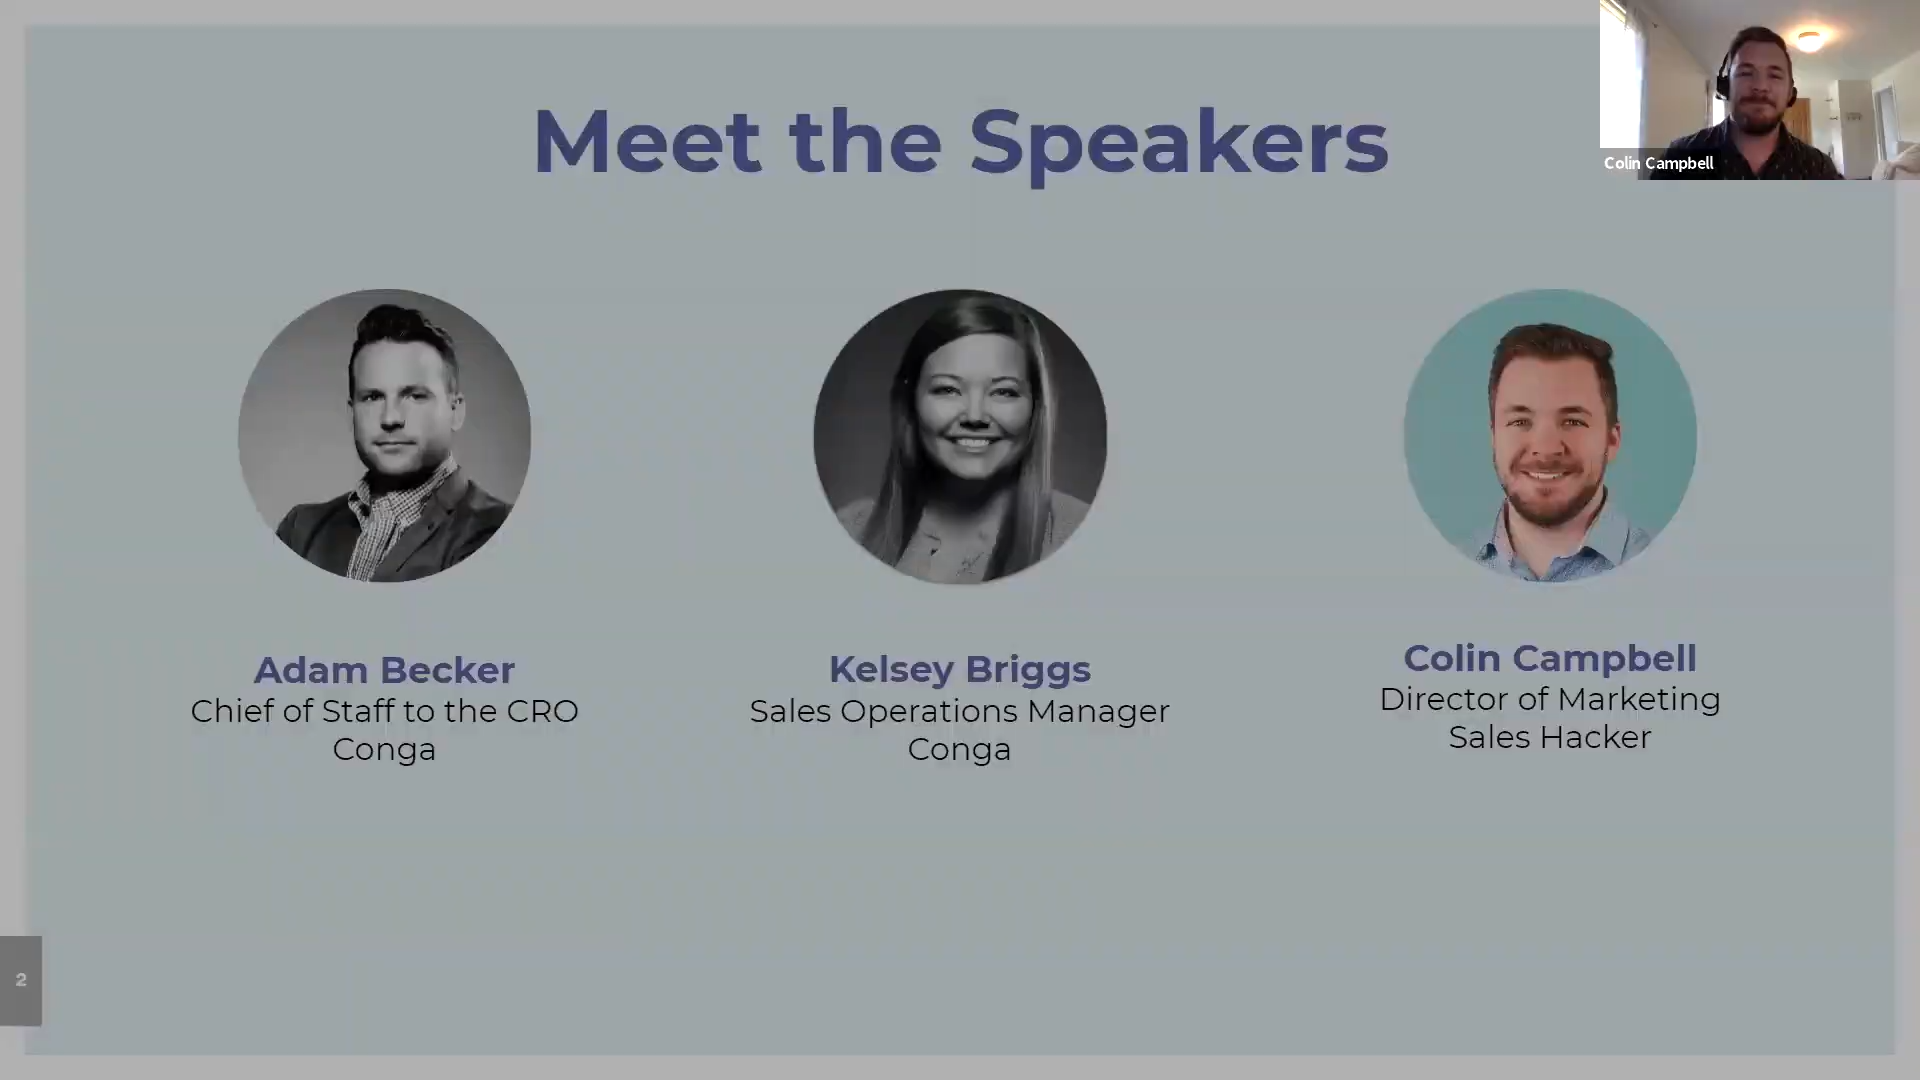 Meet the Speakers
Colin Campbell
Adam Becker
Chief of Staff to the CRO
Conga
Kelsey Briggs
Sales Operations Manager
Conga
Colin Campbell
Director of Marketing
Sales Hacker
2